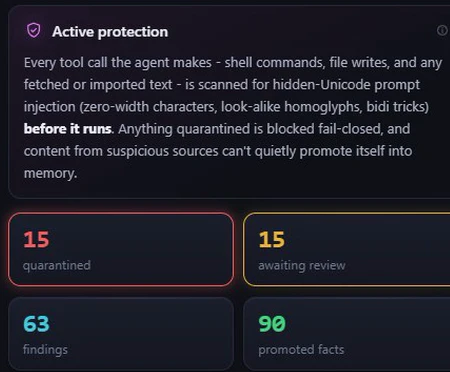 Active protection
Every tool call the agent makes - shell commands, file writes, and any
fetched or imported text - is scanned for hidden-Unicode prompt
injection (zero-width characters, look-alike homoglyphs, bidi tricks)
before it runs. Anything quarantined is blocked fail-closed, and
content from suspicious sources can't quietly promote itself into
memory.
15
quarantined
15
awaiting review
63
findings
90
promoted facts